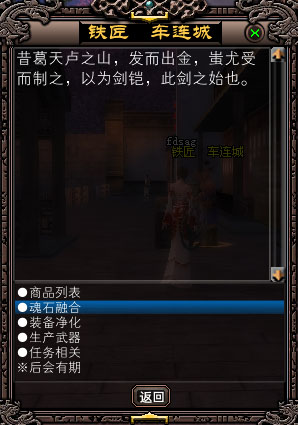 铁匠 车连城
昔葛天卢之山，发而出金，蚩尤受
而制之，以为剑铠，此剑之始也。
fdsag
铁匠 车连城
●商品列表
●魂石融合
●装备净化
●生产武器
●任务相关
※后会有期
返回